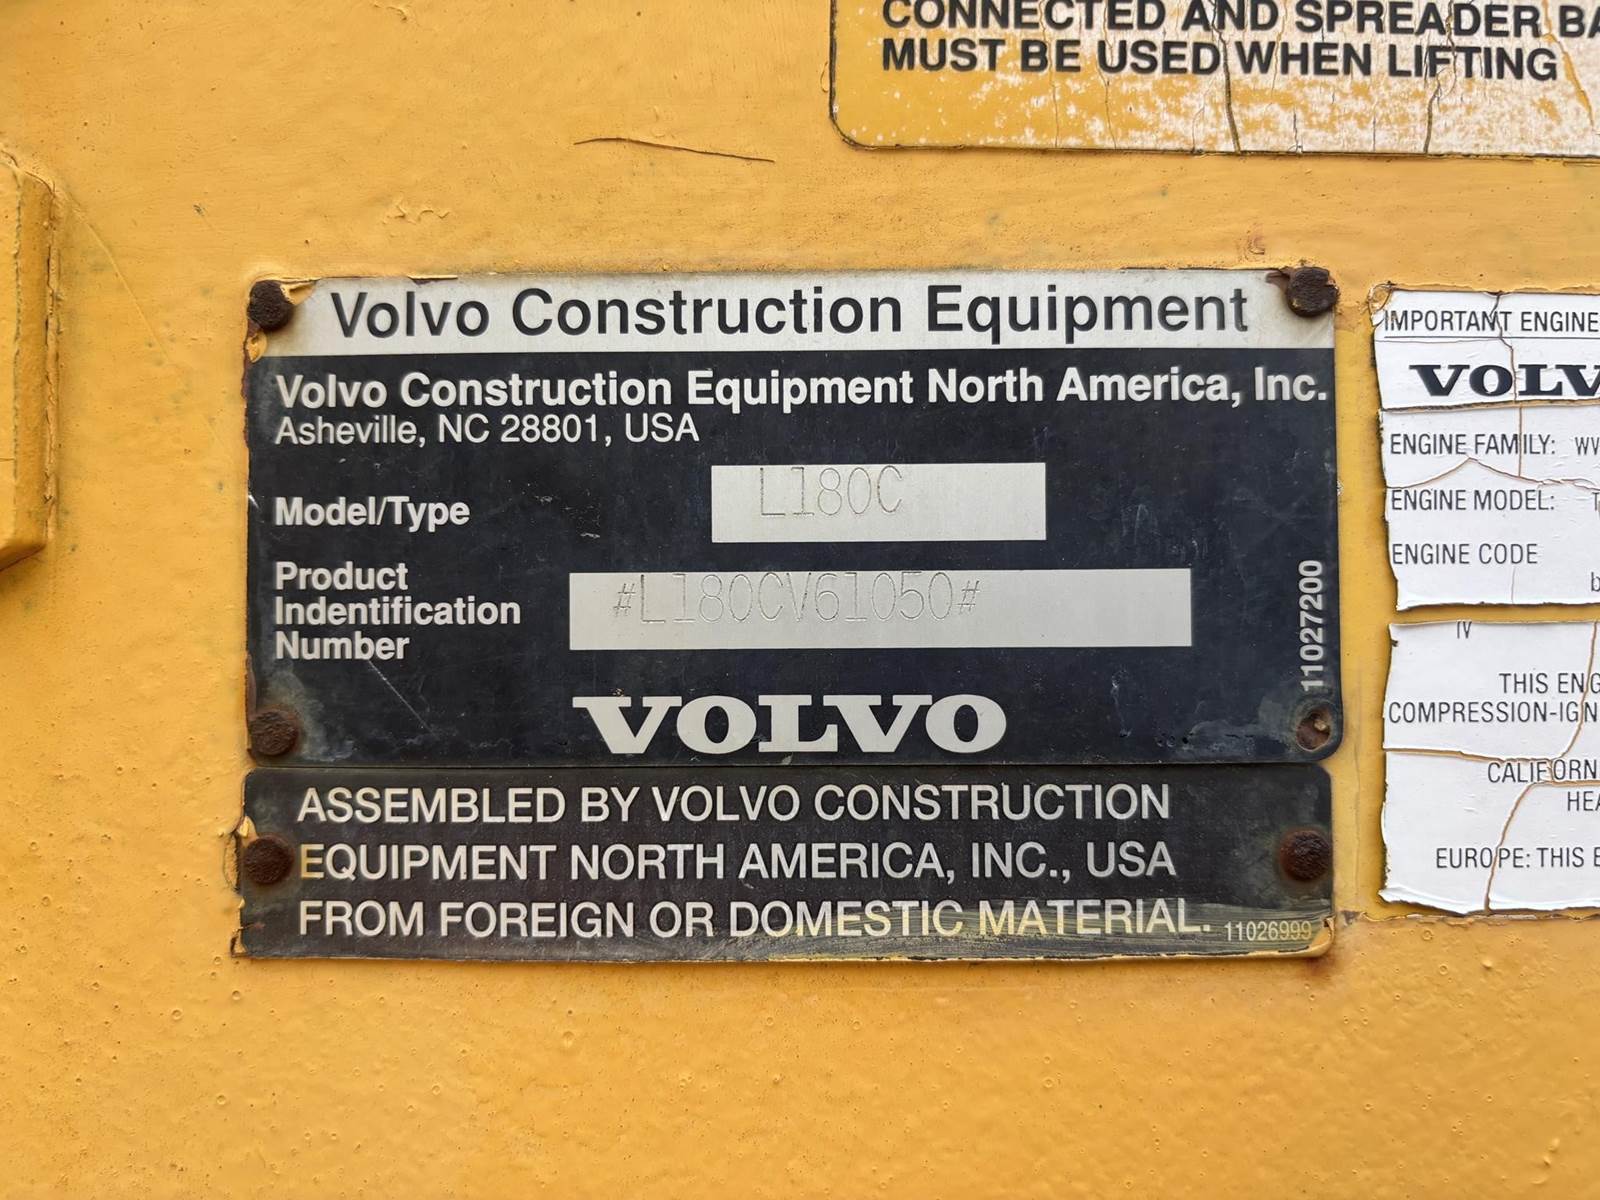 CONNECTED AND SPREADER BA
MUST BE USED WHEN LIFTING
Volvo Construction Equipment
Volvo Construction Equipment North America, Inc.
Asheville, NC 28801, USA
Model/Type
L180C
Product
Indentification
Number
#L180CV61050#
11027200
VOLVO
ASSEMBLED BY VOLVO CONSTRUCTION
EQUIPMENT NORTH AMERICA, INC., USA
FROM FOREIGN OR DOMESTIC MATERIAL.
11026999
IMPORTANT ENGINE
VOLV
ENGINE FAMILY: WV
ENGINE MODEL: T
ENGINE CODE
b
IV
THIS ENG
COMPRESSION-IGN
CALIFORN
HEA
EUROPE: THIS E